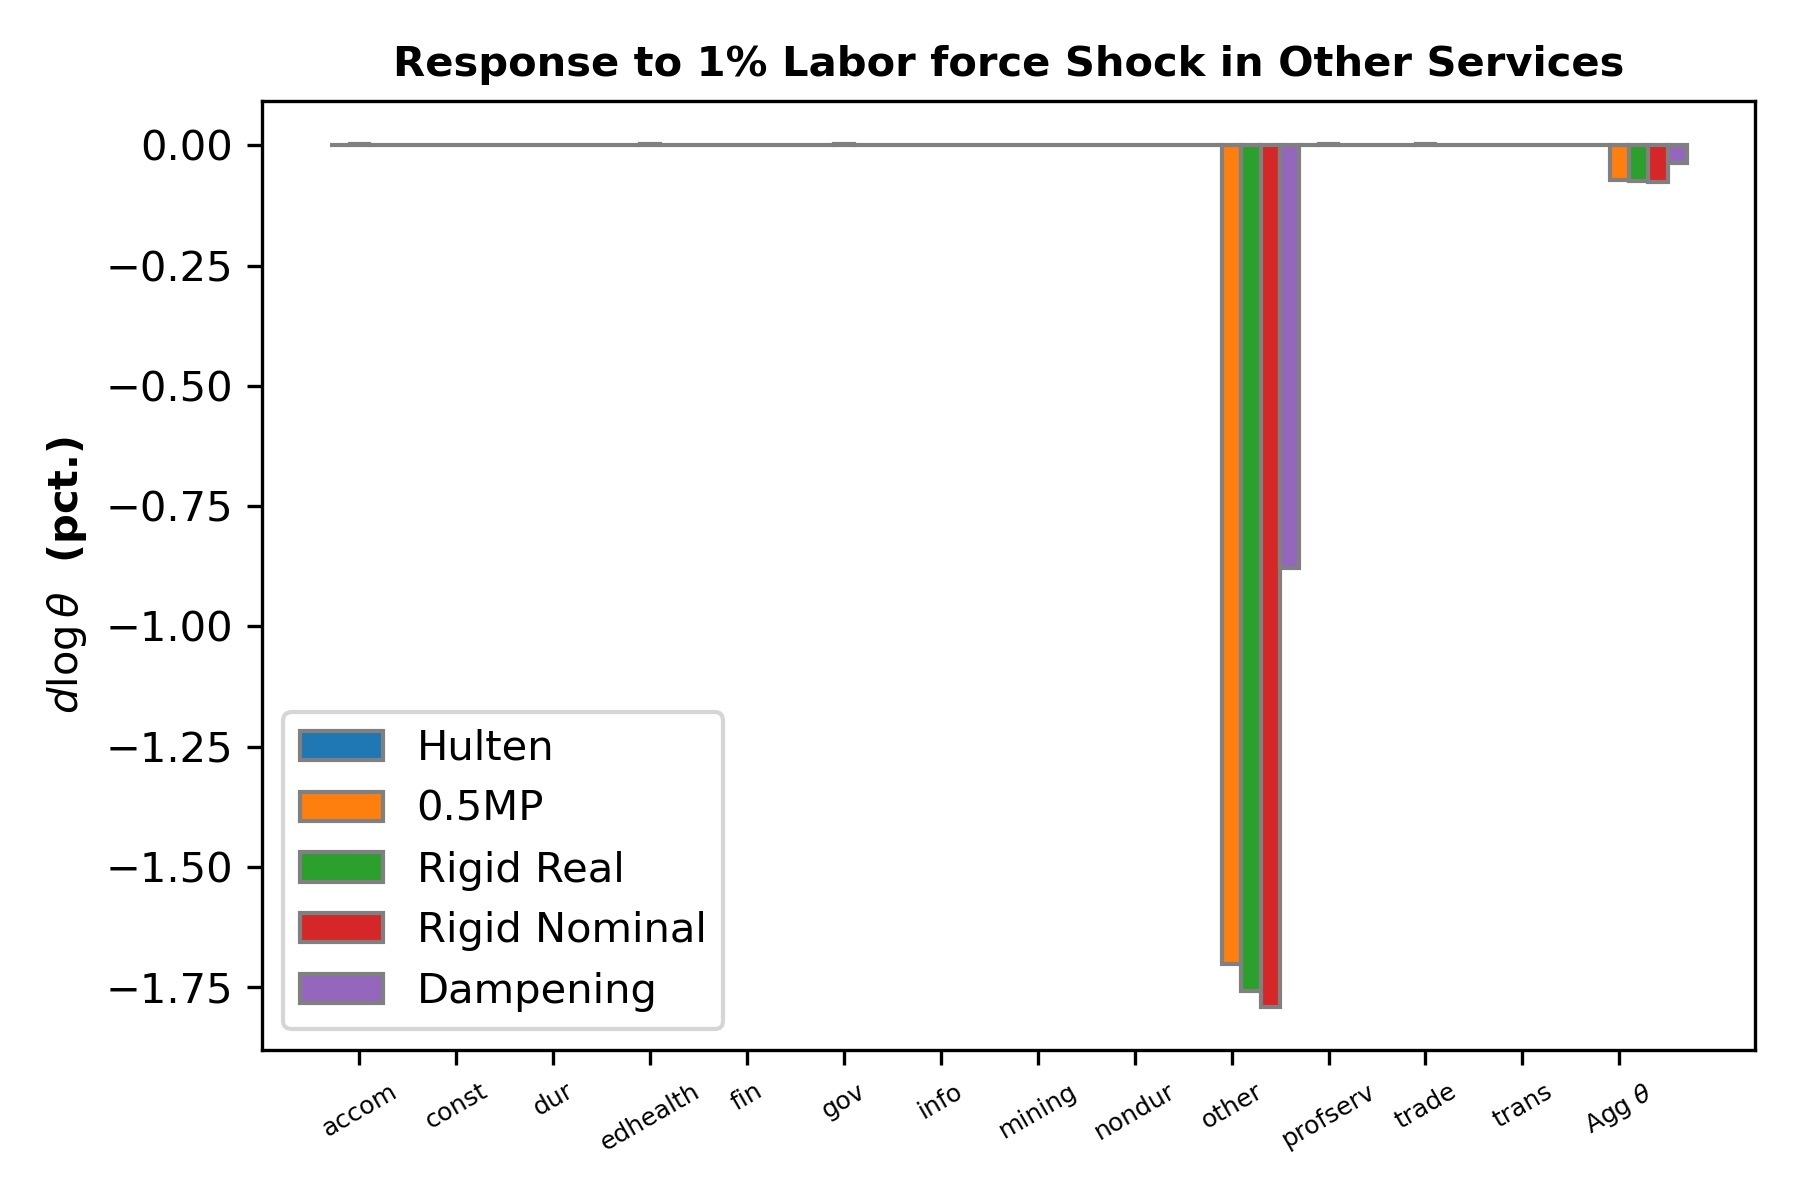 Response to 1% Labor force Shock in Other Services
dlog θ (pct.)
0.00
−0.25
−0.50
−0.75
−1.00
−1.25
−1.50
−1.75
Hulten
0.5MP
Rigid Real
Rigid Nominal
Dampening
accom const dur edhealth fin gov info mining nondur other profserv trade trans Agg θ